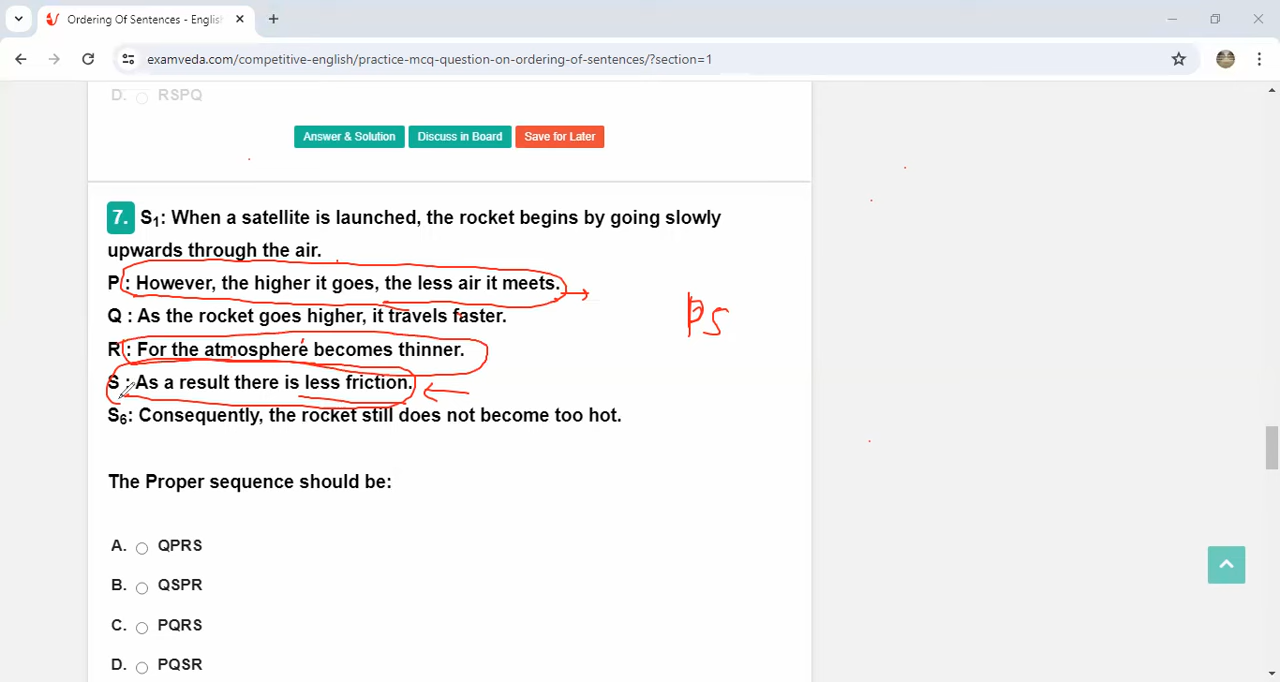 Ordering Of Sentences - Englis
examveda.com/competitive-english/practice-mcq-question-on-ordering-of-sentences/?section=1
D. RSPQ
Answer & Solution Discuss in Board Save for Later
7. S1: When a satellite is launched, the rocket begins by going slowly
upwards through the air.
P : However, the higher it goes, the less air it meets.
Q : As the rocket goes higher, it travels faster.
PS
R : For the atmosphere becomes thinner.
S : As a result there is less friction.
S6: Consequently, the rocket still does not become too hot.
The Proper sequence should be:
A. QPRS
B. QSPR
C. PQRS
D. PQSR